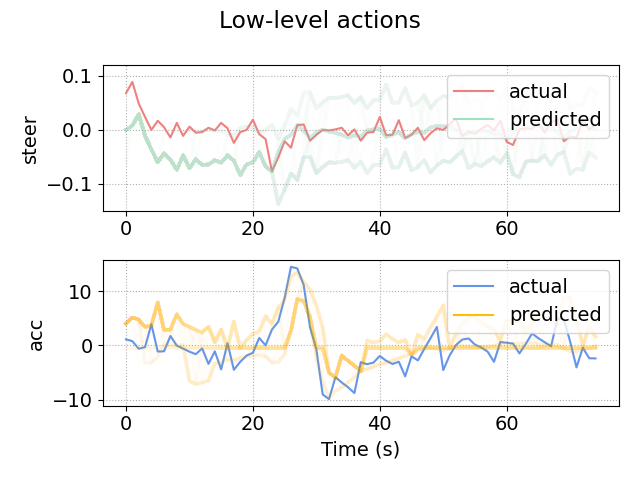 Low-level actions
steer
0.1
0.0
−0.1
actual
predicted
0
20
40
60
acc
10
0
−10
actual
predicted
0
20
40
60
Time (s)